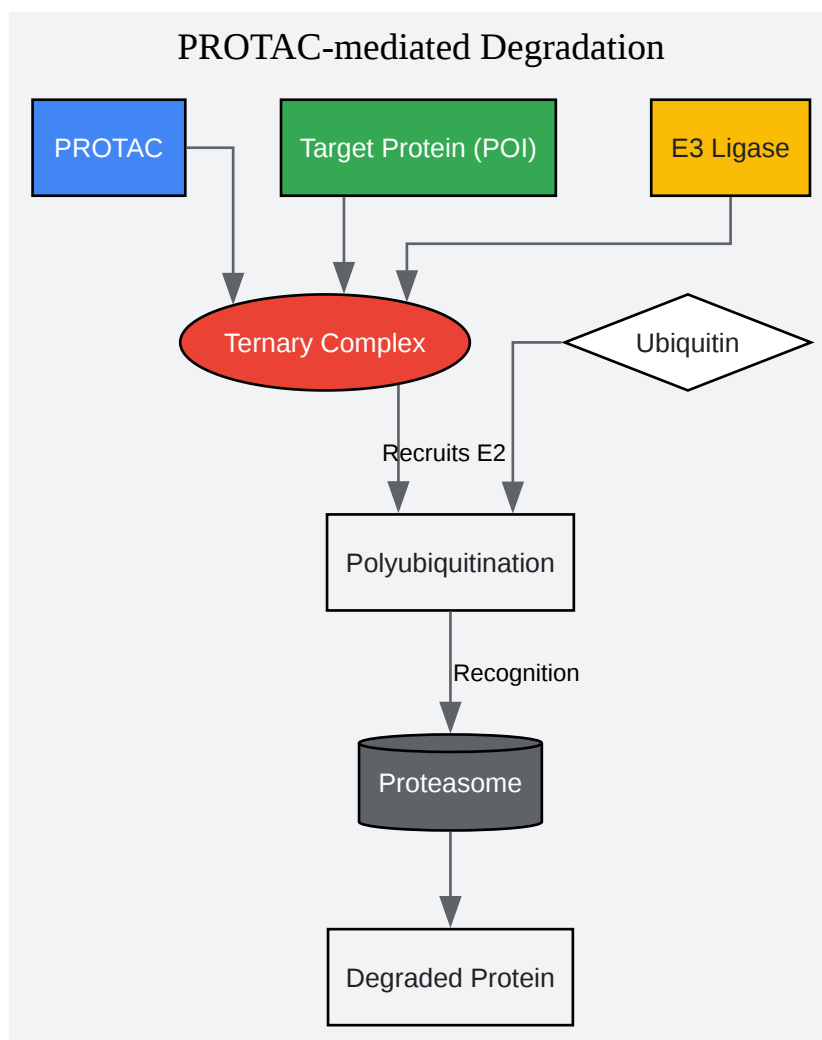 PROTAC-mediated Degradation
PROTAC
Target Protein (POI)
E3 Ligase
Ternary Complex
Ubiquitin
Recruits E2
Polyubiquitination
Recognition
Proteasome
Degraded Protein